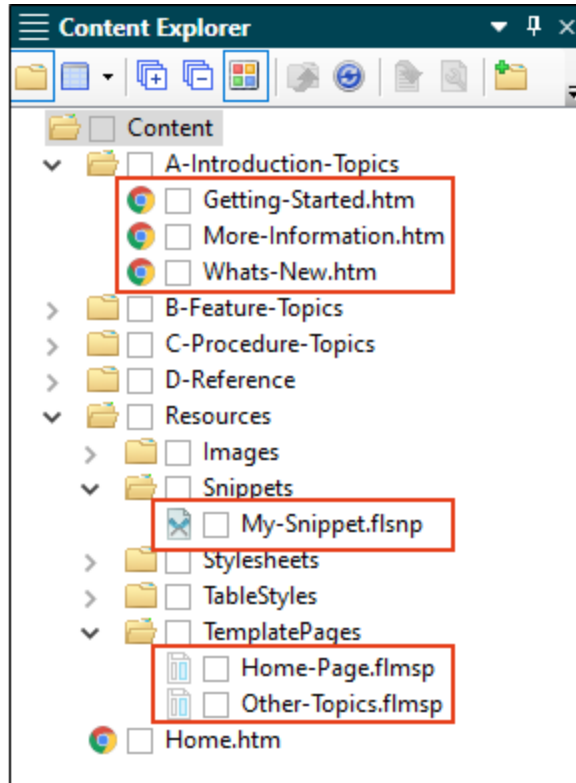 Content Explorer
Content
A-Introduction-Topics
Getting-Started.htm
More-Information.htm
Whats-New.htm
B-Feature-Topics
C-Procedure-Topics
D-Reference
Resources
Images
Snippets
My-Snippet.flsnp
Stylesheets
TableStyles
TemplatePages
Home-Page.flmsp
Other-Topics.flmsp
Home.htm